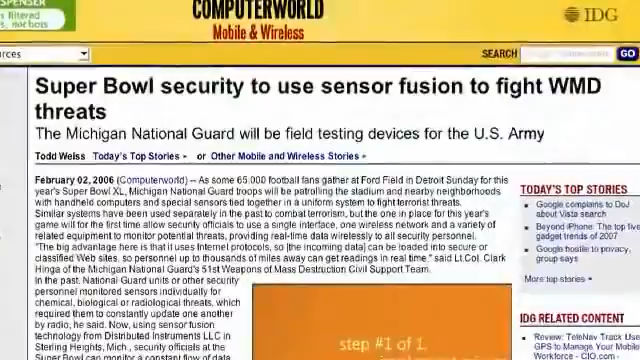 SPENSER
s filtered
s, not bots
COMPUTERWORLD
Mobile & Wireless
IDG
rces
SEARCH
GO
Super Bowl security to use sensor fusion to fight WMD
threats
The Michigan National Guard will be field testing devices for the U.S. Army
Todd Weiss Today's Top Stories or Other Mobile and Wireless Stories
February 02, 2006 (Computerworld) -- As some 65,000 football fans gather at Ford Field in Detroit Sunday for this
year's Super Bowl XL, Michigan National Guard troops will be patrolling the stadium and nearby neighborhoods
with handheld computers and special sensors tied together in a uniform system to fight terrorist threats.
Similar systems have been used separately in the past to combat terrorism, but the one in place for this year's
game will for the first time allow security officials to use a single interface, one wireless network and a variety of
related equipment to monitor potential threats, providing real-time data wirelessly to all security personnel.
"The big advantage here is that it uses Internet protocols, so [the incoming data] can be loaded into secure or
classified Web sites, so personnel up to thousands of miles away can get readings in real time," said Lt.Col. Clark
Hinga of the Michigan National Guard's 51st Weapons of Mass Destruction Civil Support Team.
In the past, National Guard units or other security
personnel monitored sensors individually for
chemical, biological or radiological threats, which
required them to constantly update one another
by radio, he said. Now, using sensor fusion
technology from Distributed Instruments LLC in
Sterling Heights, Mich., security officials at the
Super Bowl can monitor a constant flow of data
step #1 of 1.
TODAY'S TOP STORIES
Google complains to DoJ
about Vista search
Beyond iPhone: The top five
gadget trends of 2007
Google hostile to privacy,
group says
More top stories
IDG RELATED CONTENT
Review: TeleNav Track Uses
GPS to Manage Your Mobile
Workforce - CIO.com